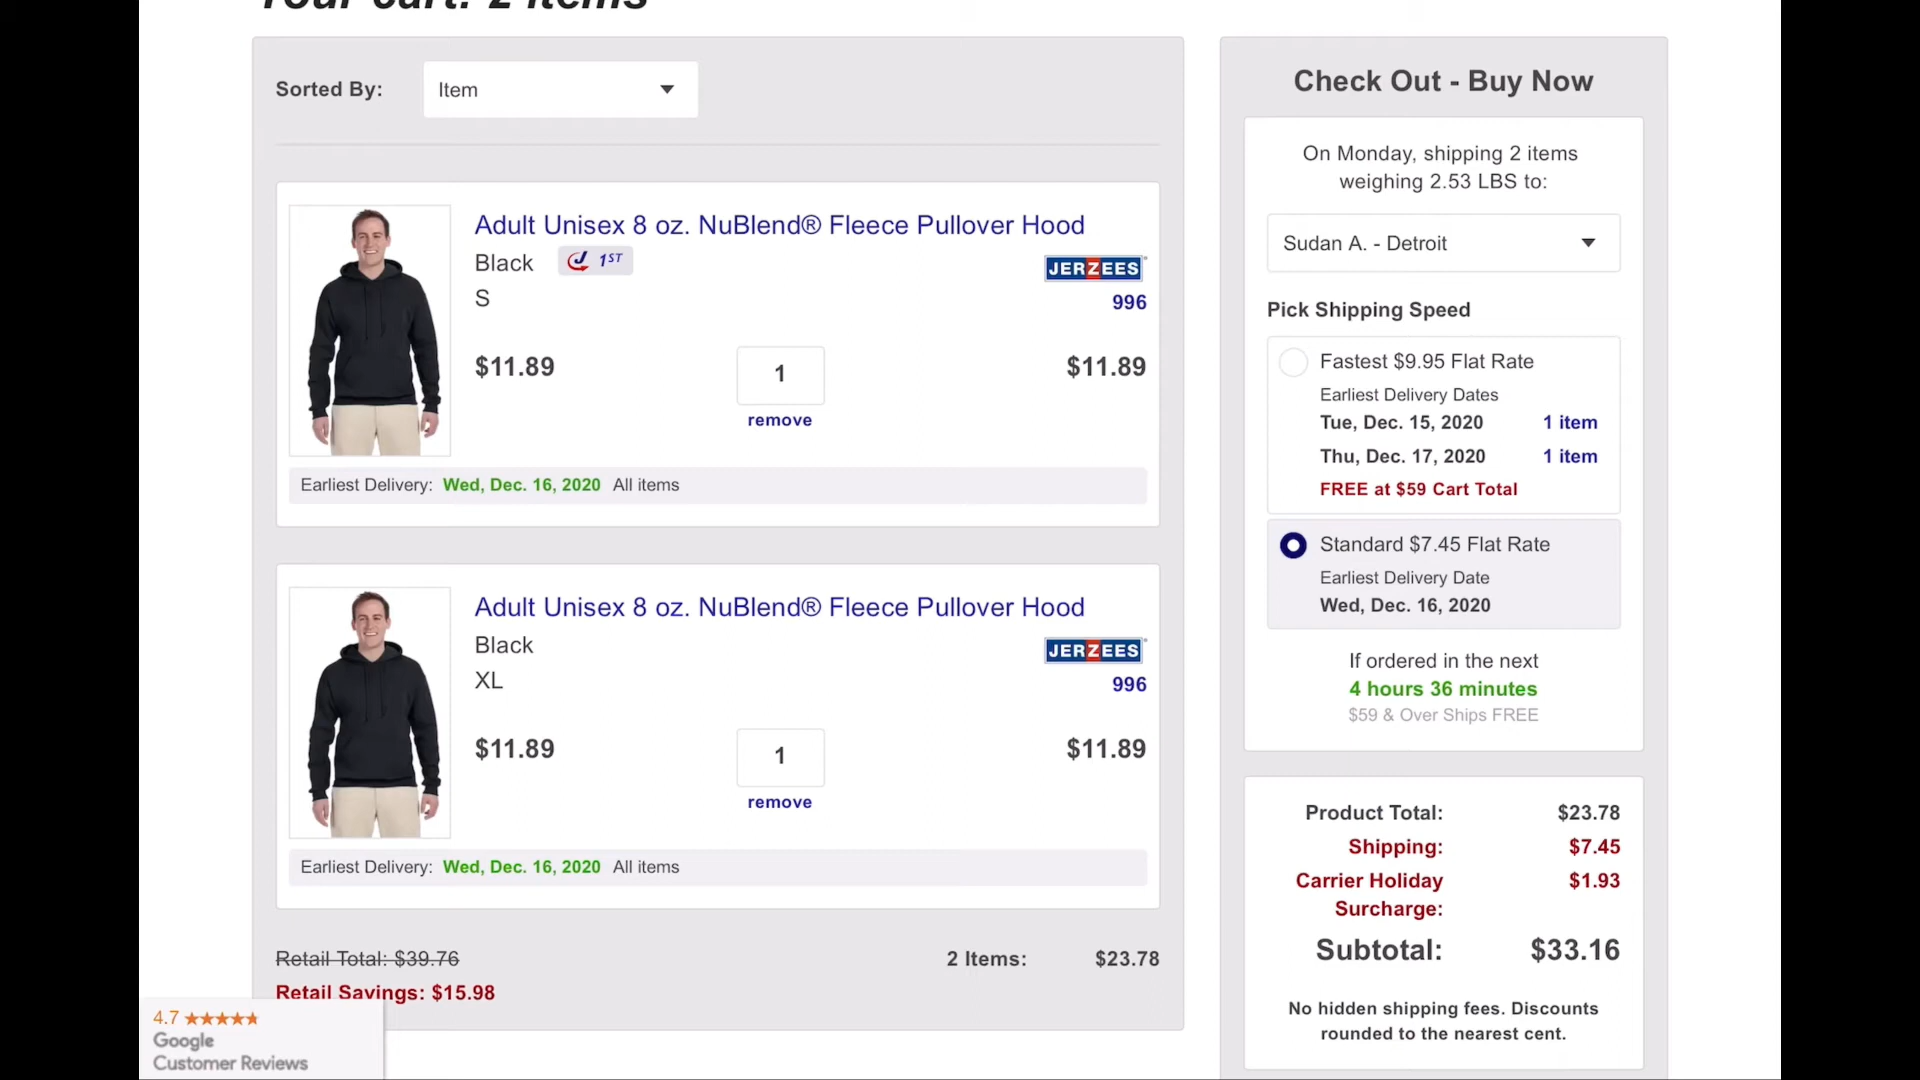 Your cart: 2 items
Sorted By:
Item
Adult Unisex 8 oz. NuBlend® Fleece Pullover Hood
Black
J 1ST
JERZEES
S
996
$11.89
1
$11.89
remove
Earliest Delivery: Wed, Dec. 16, 2020 All items
Adult Unisex 8 oz. NuBlend® Fleece Pullover Hood
Black
JERZEES
XL
996
$11.89
1
$11.89
remove
Earliest Delivery: Wed, Dec. 16, 2020 All items
Retail Total: $39.76
2 Items: $23.78
Retail Savings: $15.98
4.7 ★★★★★
Google
Customer Reviews
Check Out - Buy Now
On Monday, shipping 2 items
weighing 2.53 LBS to:
Sudan A. - Detroit
Pick Shipping Speed
Fastest $9.95 Flat Rate
Earliest Delivery Dates
Tue, Dec. 15, 2020 1 item
Thu, Dec. 17, 2020 1 item
FREE at $59 Cart Total
Standard $7.45 Flat Rate
Earliest Delivery Date
Wed, Dec. 16, 2020
If ordered in the next
4 hours 36 minutes
$59 & Over Ships FREE
Product Total: $23.78
Shipping: $7.45
Carrier Holiday $1.93
Surcharge:
Subtotal: $33.16
No hidden shipping fees. Discounts
rounded to the nearest cent.